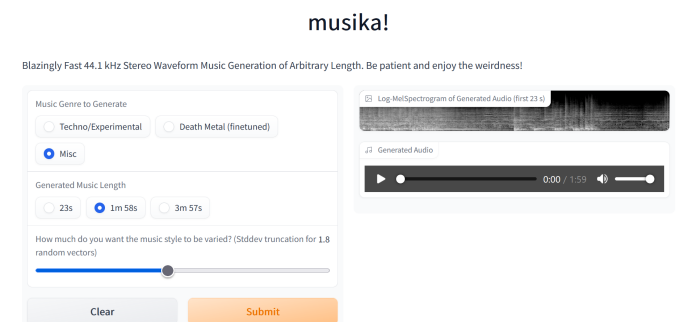 musika!
Blazingly Fast 44.1 kHz Stereo Waveform Music Generation of Arbitrary Length. Be patient and enjoy the weirdness!
Music Genre to Generate
Techno/Experimental
Death Metal (finetuned)
Misc
Generated Music Length
23s
1m 58s
3m 57s
How much do you want the music style to be varied? (Stddev truncation for 1.8
random vectors)
Clear
Submit
Log-MelSpectrogram of Generated Audio (first 23 s)
Generated Audio
0:00 / 1:59